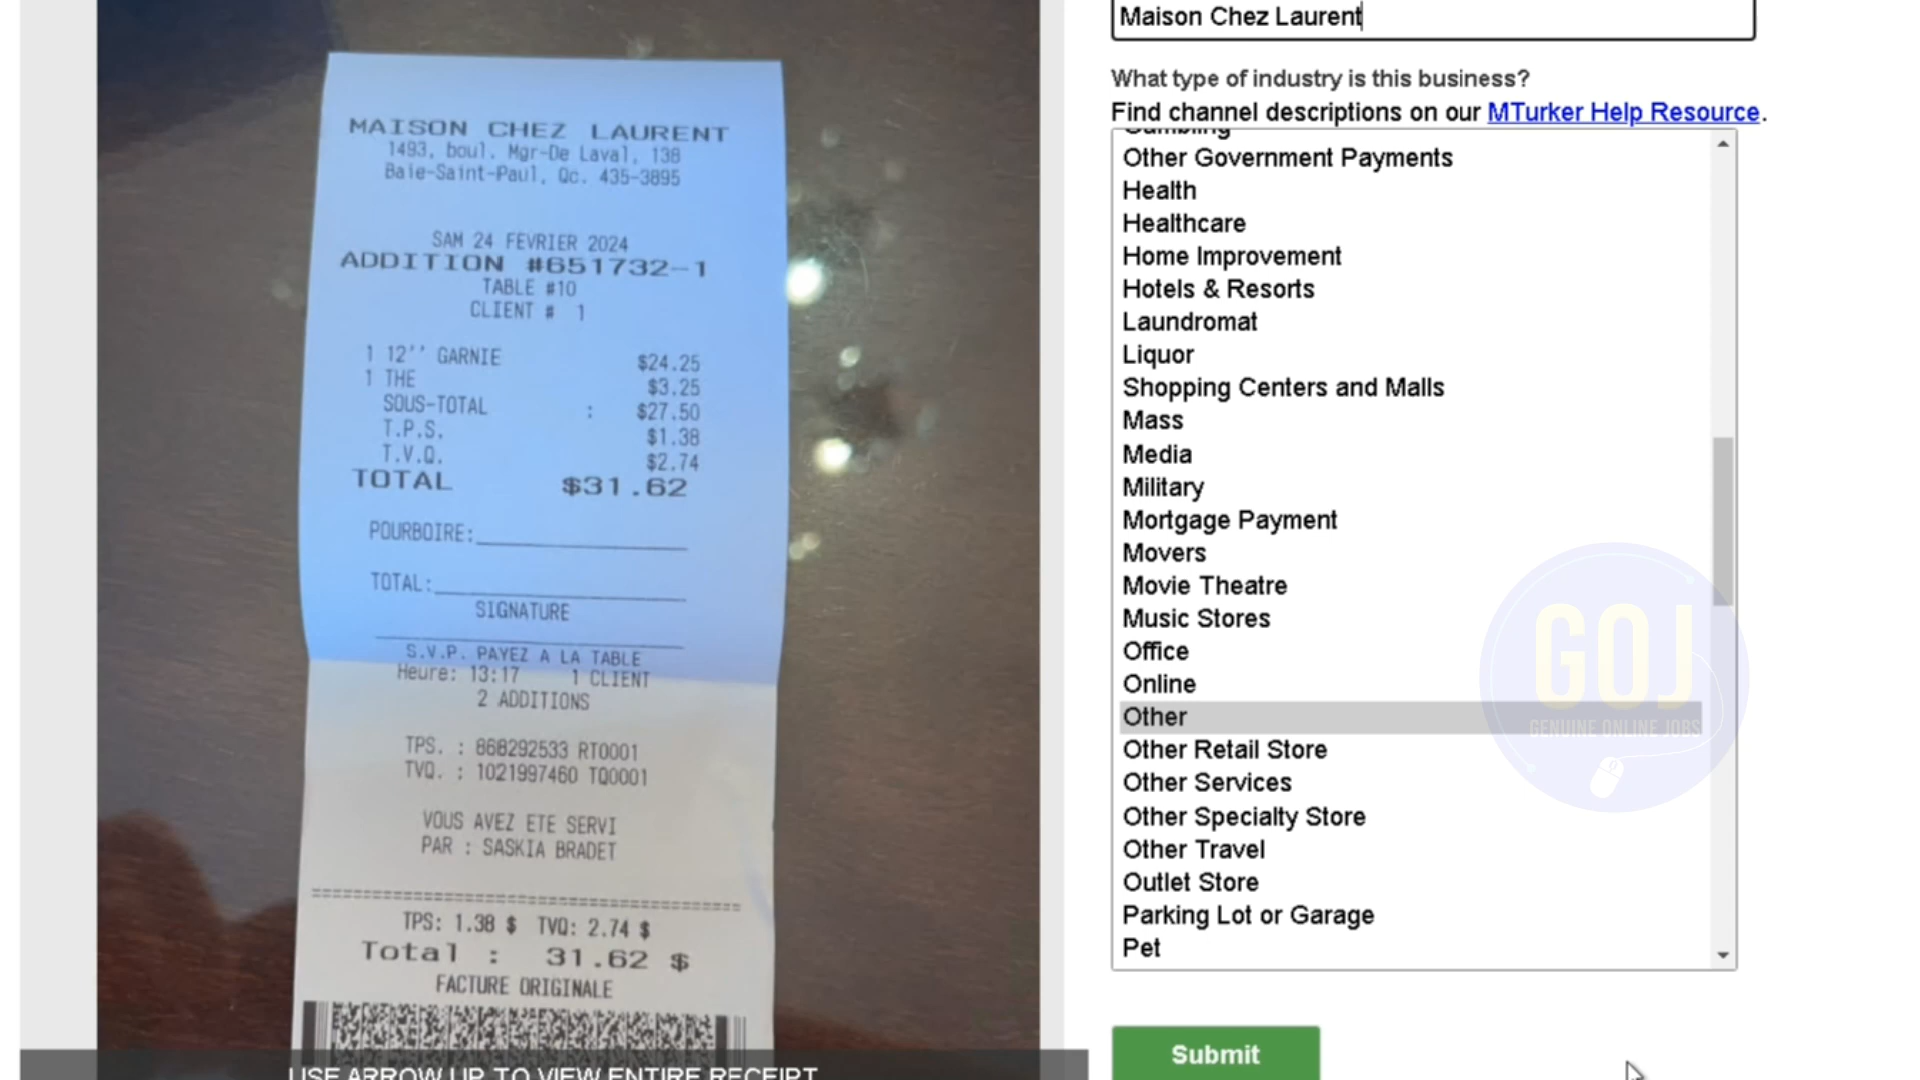 MAISON CHEZ LAURENT
1493, boul. Mgr-De Laval, 138
Baie-Saint-Paul, Qc. 435-3895
SAM 24 FEVRIER 2024
ADDITION #651732-1
TABLE #10
CLIENT # 1
1 12'' GARNIE $24.25
1 THE $3.25
SOUS-TOTAL : $27.50
T.P.S. $1.38
T.V.Q. $2.74
TOTAL $31.62
POURBOIRE:
TOTAL:
SIGNATURE
S.V.P. PAYEZ A LA TABLE
Heure: 13:17 1 CLIENT
2 ADDITIONS
TPS. : 868292533 RT0001
TVQ. : 1021997460 TQ0001
VOUS AVEZ ETE SERVI
PAR : SASKIA BRADET
TPS: 1.38 $ TVQ: 2.74 $
Total : 31.62 $
FACTURE ORIGINALE
USE ARROW UP TO VIEW ENTIRE RECEIPT
Maison Chez Laurent
What type of industry is this business?
Find channel descriptions on our MTurker Help Resource.
Gambling
Other Government Payments
Health
Healthcare
Home Improvement
Hotels & Resorts
Laundromat
Liquor
Shopping Centers and Malls
Mass
Media
Military
Mortgage Payment
Movers
Movie Theatre
Music Stores
Office
Online
Other
Other Retail Store
Other Services
Other Specialty Store
Other Travel
Outlet Store
Parking Lot or Garage
Pet
Submit
GOJ
GENUINE ONLINE JOBS